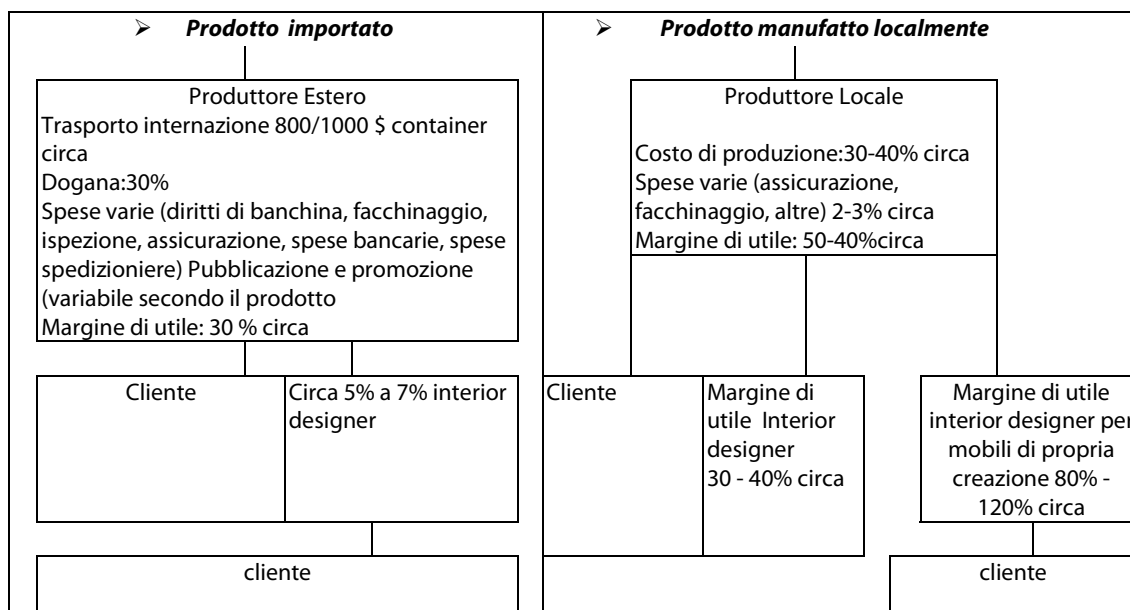 ➢ Prodotto importato
Produttore Estero
Trasporto internazione 800/1000 $ container
circa
Dogana:30%
Spese varie (diritti di banchina, facchinaggio,
ispezione, assicurazione, spese bancarie, spese
spedizioniere) Pubblicazione e promozione
(variabile secondo il prodotto
Margine di utile: 30 % circa
Cliente
Circa 5% a 7% interior
designer
cliente
➢ Prodotto manufatto localmente
Produttore Locale
Costo di produzione:30-40% circa
Spese varie (assicurazione,
facchinaggio, altre) 2-3% circa
Margine di utile: 50-40%circa
Cliente
Margine di
utile Interior
designer
30 - 40% circa
Margine di utile
interior designer per
mobili di propria
creazione 80% -
120% circa
cliente